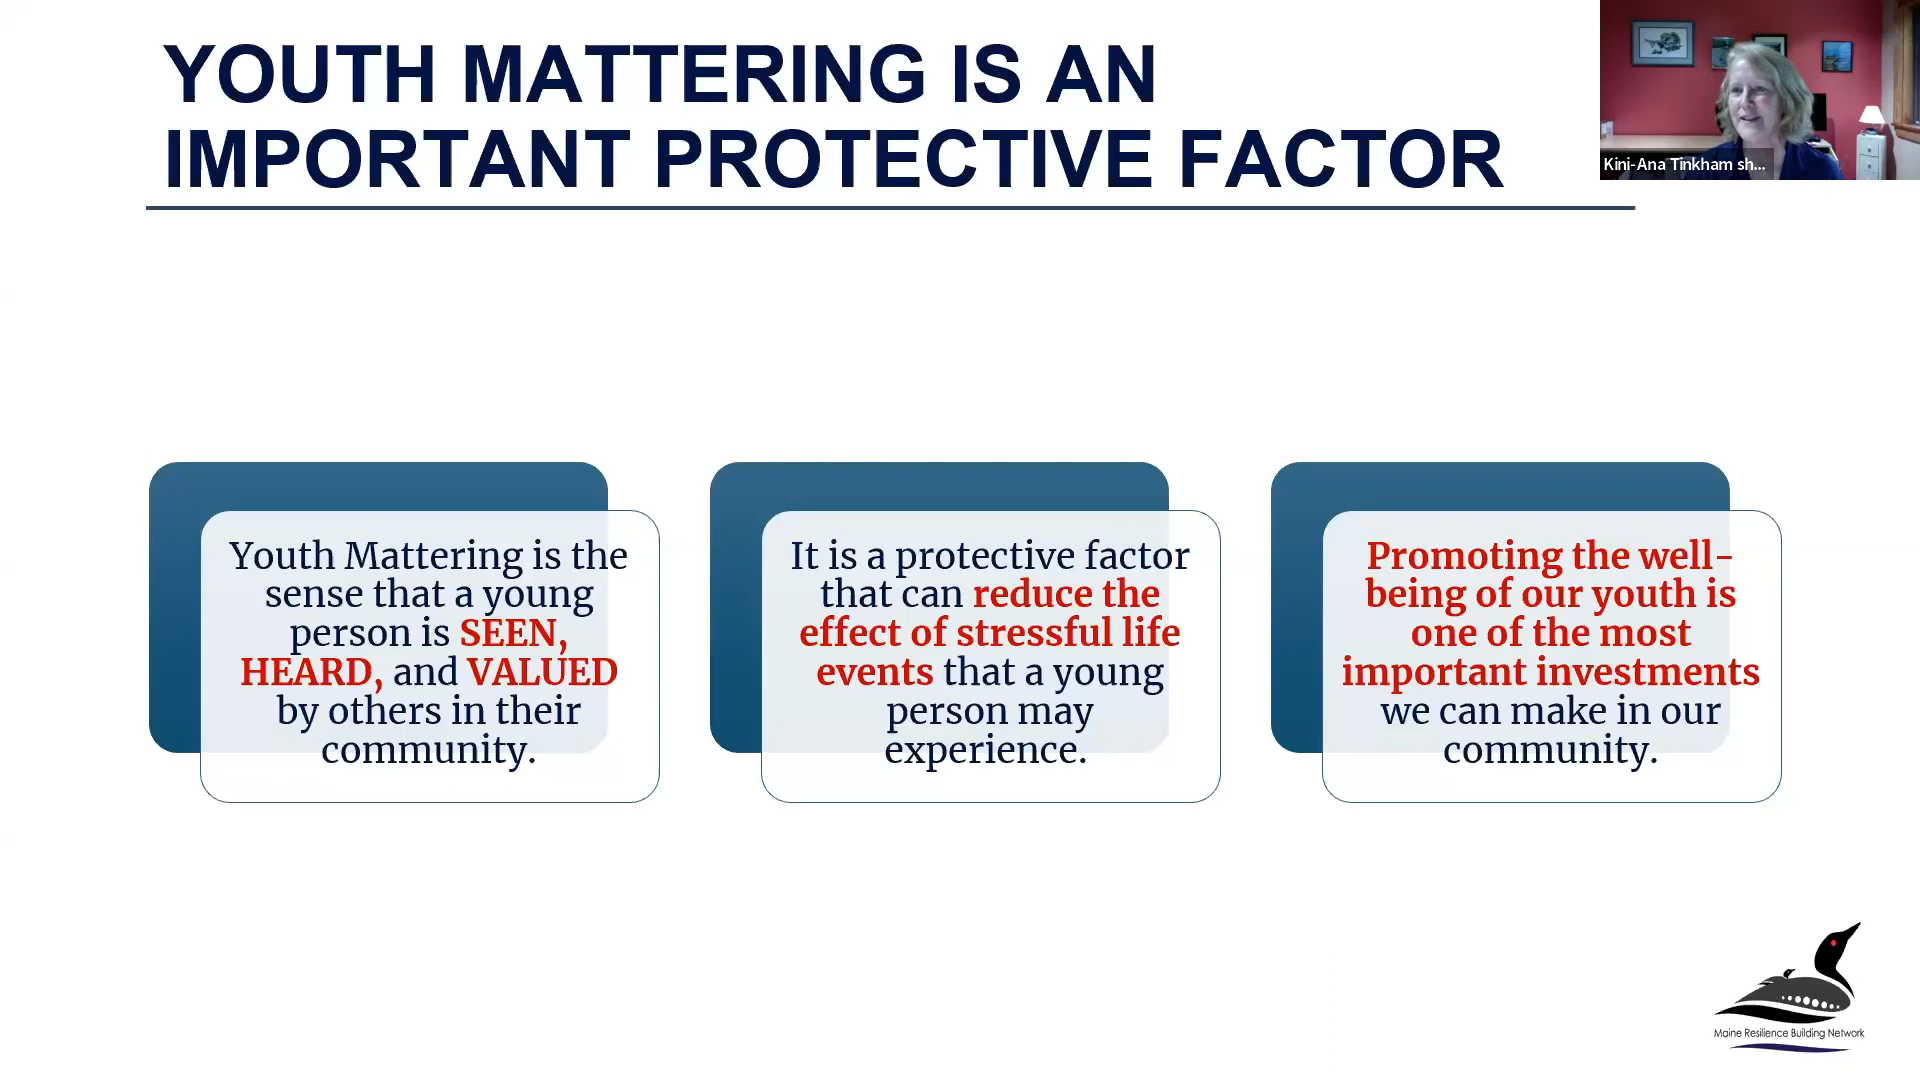 YOUTH MATTERING IS AN
IMPORTANT PROTECTIVE FACTOR
Kini-Ana Tinkham sh...
Youth Mattering is the
sense that a young
person is SEEN,
HEARD, and VALUED
by others in their
community.
It is a protective factor
that can reduce the
effect of stressful life
events that a young
person may
experience.
Promoting the well-
being of our youth is
one of the most
important investments
we can make in our
community.
Maine Resilience Building Network